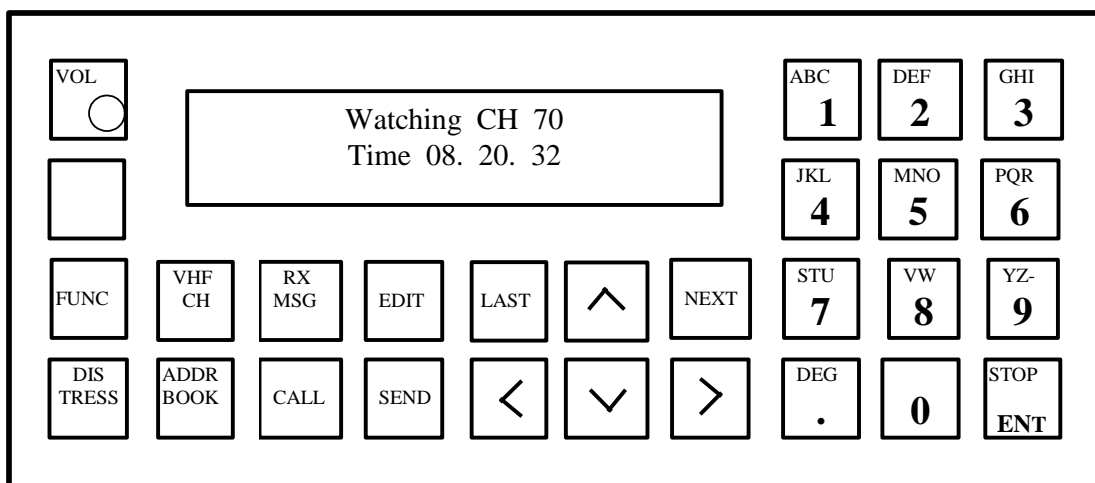 VOL
Watching CH 70
Time 08. 20. 32
ABC
1
DEF
2
GHI
3
JKL
4
MNO
5
PQR
6
FUNC
VHF
CH
RX
MSG
EDIT
LAST
NEXT
STU
7
VW
8
YZ-
9
DIS
TRESS
ADDR
BOOK
CALL
SEND
DEG
.
0
STOP
ENT